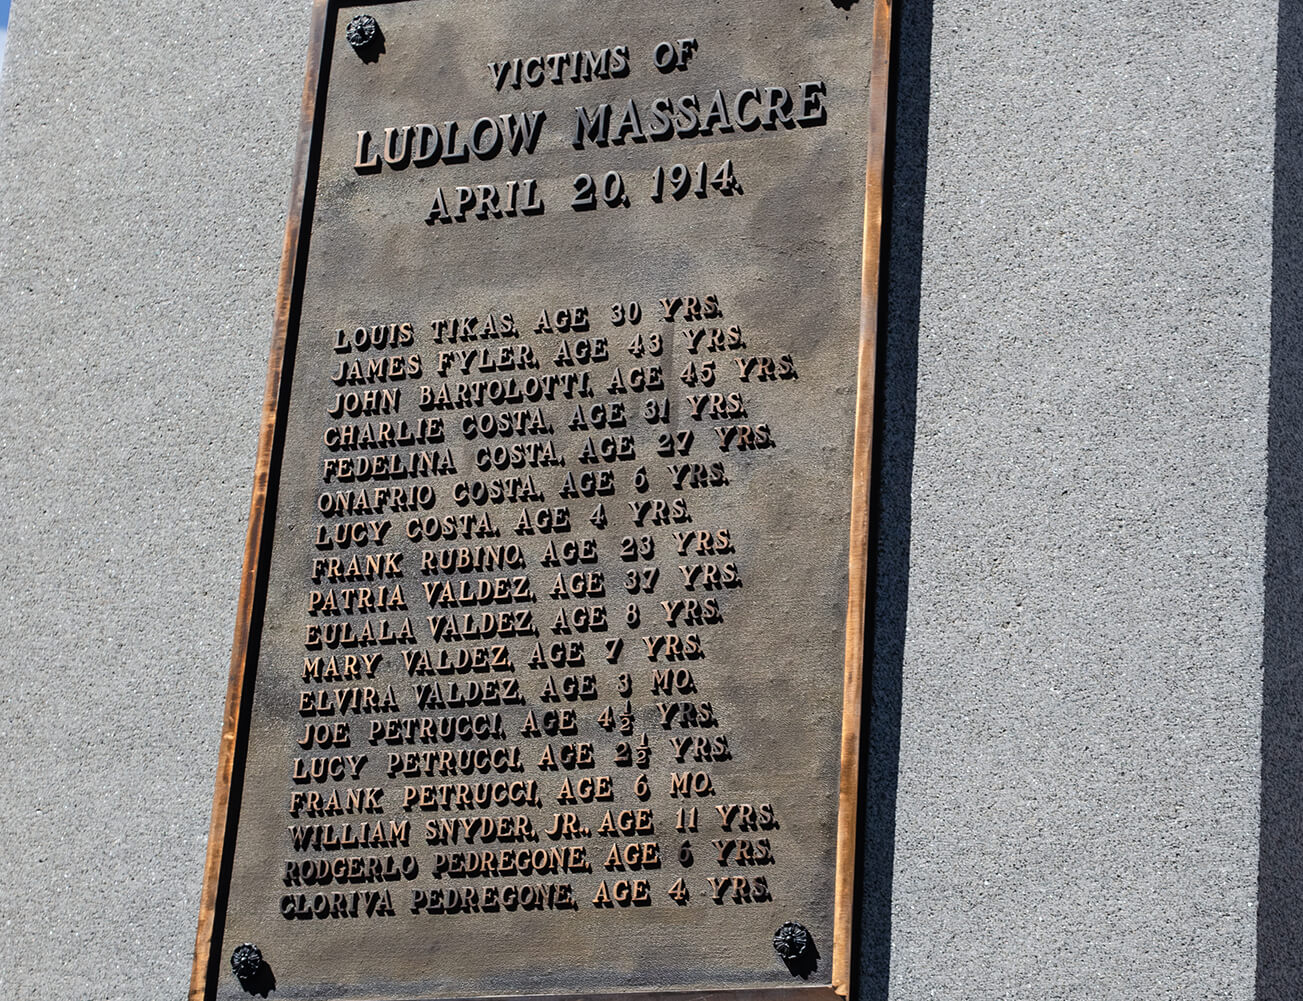 VICTIMS OF
LUDLOW MASSACRE
APRIL 20, 1914.
LOUIS TIKAS, AGE 30 YRS.
JAMES FYLER, AGE 43 YRS.
JOHN BARTOLOTTI, AGE 45 YRS.
CHARLIE COSTA, AGE 31 YRS.
FEDELINA COSTA, AGE 27 YRS.
ONAFRIO COSTA, AGE 6 YRS.
LUCY COSTA, AGE 4 YRS.
FRANK RUBINO, AGE 23 YRS.
PATRIA VALDEZ, AGE 37 YRS.
EULALA VALDEZ, AGE 8 YRS.
MARY VALDEZ, AGE 7 YRS.
ELVIRA VALDEZ, AGE 3 MO.
JOE PETRUCCI, AGE 4½ YRS.
LUCY PETRUCCI, AGE 2½ YRS.
FRANK PETRUCCI, AGE 6 MO.
WILLIAM SNYDER, JR., AGE 11 YRS.
RODGERLO PEDREGONE, AGE 6 YRS.
CLORIVA PEDREGONE, AGE 4 YRS.